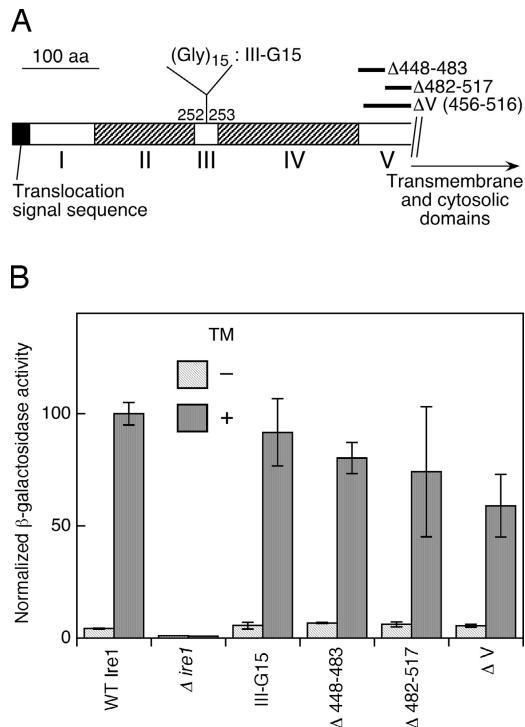 A
100 aa
(Gly)15 : III-G15
Δ448-483
Δ482-517
ΔV (456-516)
252 253
I II III IV V
Translocation
signal sequence
Transmembrane
and cytosolic
domains
B
Normalized β-galactosidase activity
TM
−
+
100
50
0
WT Ire1
Δ ire1
III-G15
Δ 448-483
Δ 482-517
Δ V